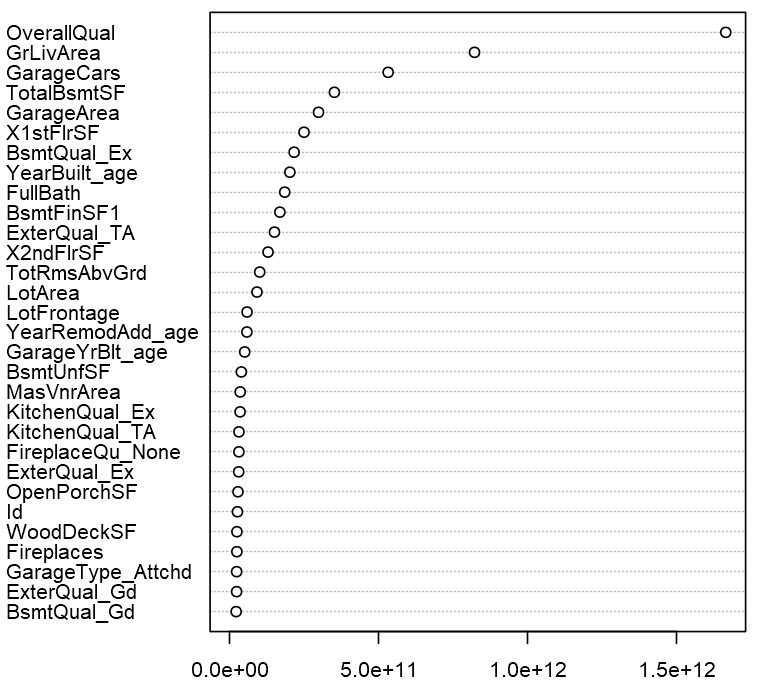 OverallQual
GrLivArea
GarageCars
TotalBsmtSF
GarageArea
X1stFlrSF
BsmtQual_Ex
YearBuilt_age
FullBath
BsmtFinSF1
ExterQual_TA
X2ndFlrSF
TotRmsAbvGrd
LotArea
LotFrontage
YearRemodAdd_age
GarageYrBlt_age
BsmtUnfSF
MasVnrArea
KitchenQual_Ex
KitchenQual_TA
FireplaceQu_None
ExterQual_Ex
OpenPorchSF
Id
WoodDeckSF
Fireplaces
GarageType_Attchd
ExterQual_Gd
BsmtQual_Gd
0.0e+00 5.0e+11 1.0e+12 1.5e+12